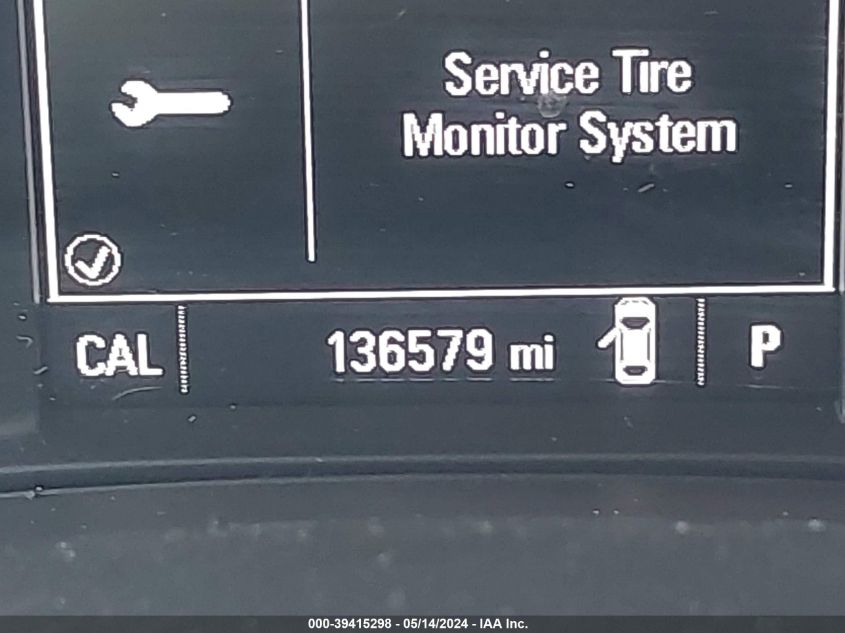 Service Tire
Monitor System
CAL 136579 mi P
000-39415298 - 05/14/2024 - IAA Inc.